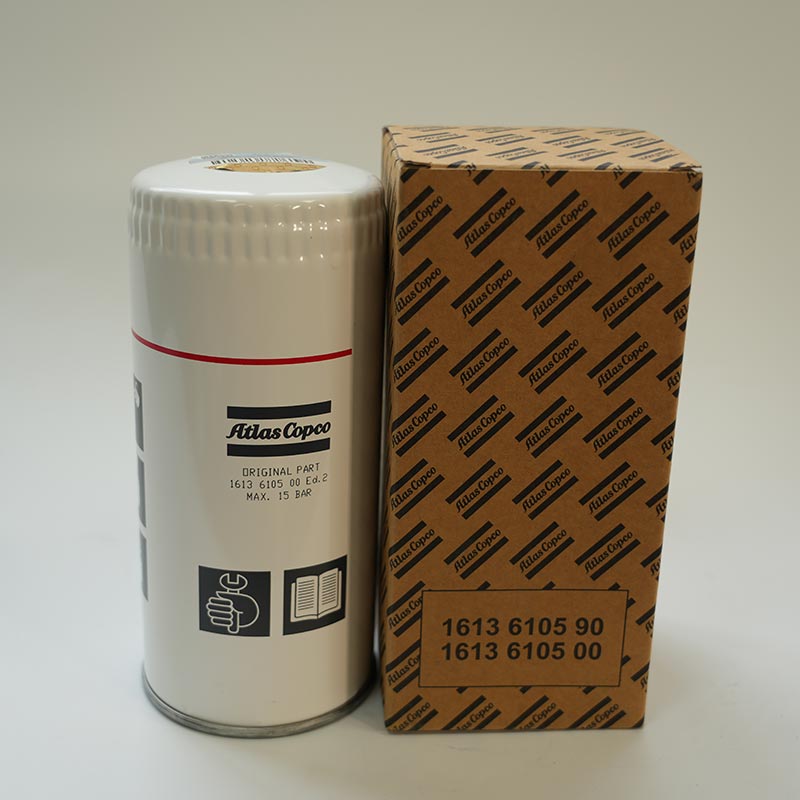 Atlas Copco
ORIGINAL PART
1613 6105 00 Ed.2
MAX. 15 BAR
Atlas Copco
1613 6105 90
1613 6105 00